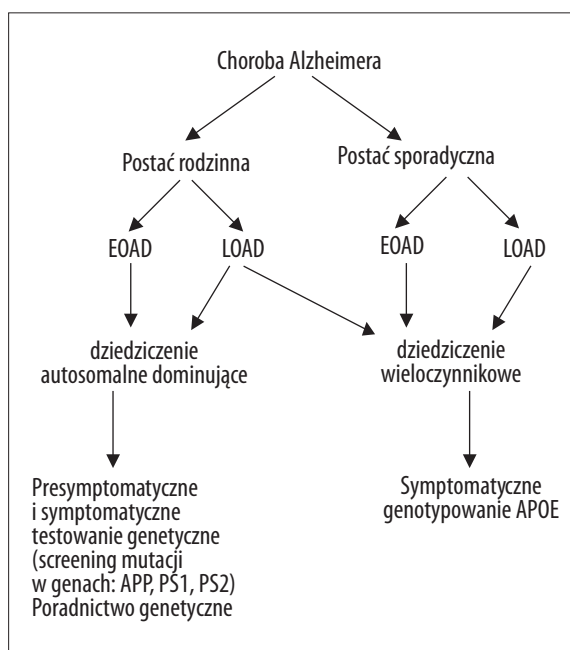 Choroba Alzheimera
Postać rodzinna
Postać sporadyczna
EOAD
LOAD
EOAD
LOAD
dziedziczenie
autosomalne dominujące
dziedziczenie
wieloczynnikowe
Presymptomatyczne
i symptomatyczne
testowanie genetyczne
(screening mutacji
w genach: APP, PS1, PS2)
Poradnictwo genetyczne
Symptomatyczne
genotypowanie APOE